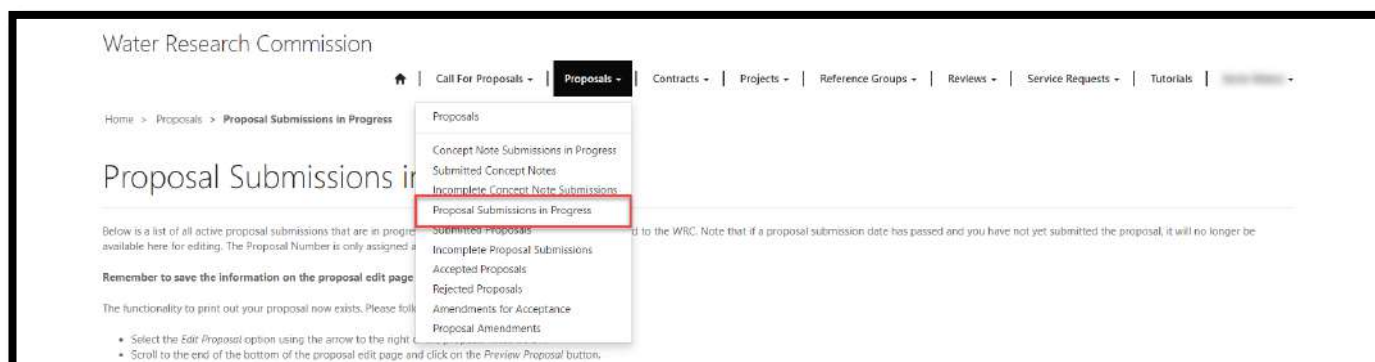 Water Research Commission
Call For Proposals | Proposals | Contracts | Projects | Reference Groups | Reviews | Service Requests | Tutorials |
Home > Proposals > Proposal Submissions in Progress
Proposals
Concept Note Submissions in Progress
Submitted Concept Notes
Incomplete Concept Note Submissions
Proposal Submissions in Progress
Submitted Proposals
Incomplete Proposal Submissions
Accepted Proposals
Rejected Proposals
Amendments for Acceptance
Proposal Amendments
Proposal Submissions in
Below is a list of all active proposal submissions that are in progre d to the WRC. Note that if a proposal submission date has passed and you have not yet submitted the proposal, it will no longer be
available here for editing. The Proposal Number is only assigned a
Remember to save the information on the proposal edit page
The functionality to print out your proposal now exists. Please foll
• Select the Edit Proposal option using the arrow to the right
• Scroll to the end of the bottom of the proposal edit page and click on the Preview Proposal button.